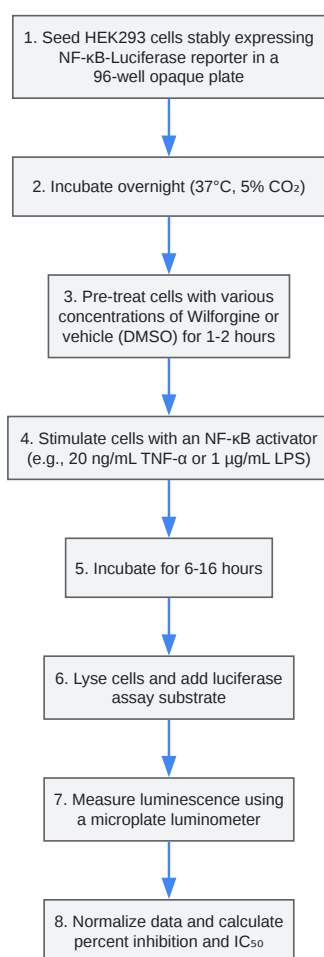 1. Seed HEK293 cells stably expressing
NF-κB-Luciferase reporter in a
96-well opaque plate
2. Incubate overnight (37°C, 5% CO₂)
3. Pre-treat cells with various
concentrations of Wilforgine or
vehicle (DMSO) for 1-2 hours
4. Stimulate cells with an NF-κB activator
(e.g., 20 ng/mL TNF-α or 1 µg/mL LPS)
5. Incubate for 6-16 hours
6. Lyse cells and add luciferase
assay substrate
7. Measure luminescence using
a microplate luminometer
8. Normalize data and calculate
percent inhibition and IC₅₀